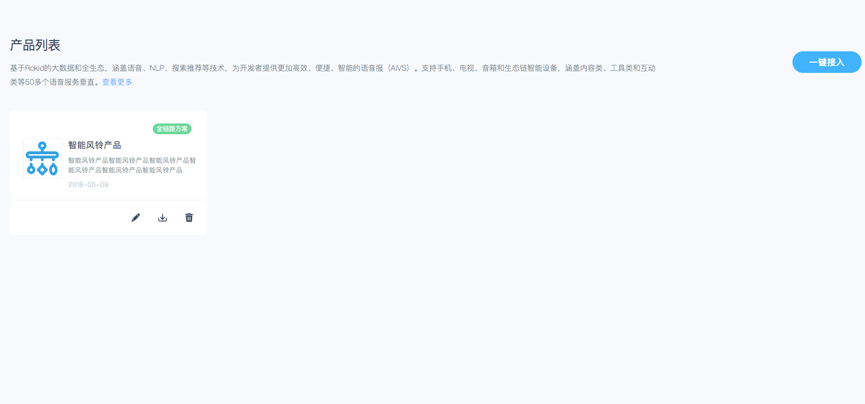 产品列表
基于Rokid的大数据和全生态，涵盖语音、NLP、搜索推荐等技术，为开发者提供更加高效、便捷、智能的语音服（AIVS）。支持手机、电视、音箱和生态链智能设备，涵盖内容类、工具类和互动
类等50多个语音服务垂直。查看更多
一键接入
全链路方案
智能风铃产品
智能风铃产品智能风铃产品智能风铃产品智
能风铃产品智能风铃产品智能风铃产品
2018-05-09